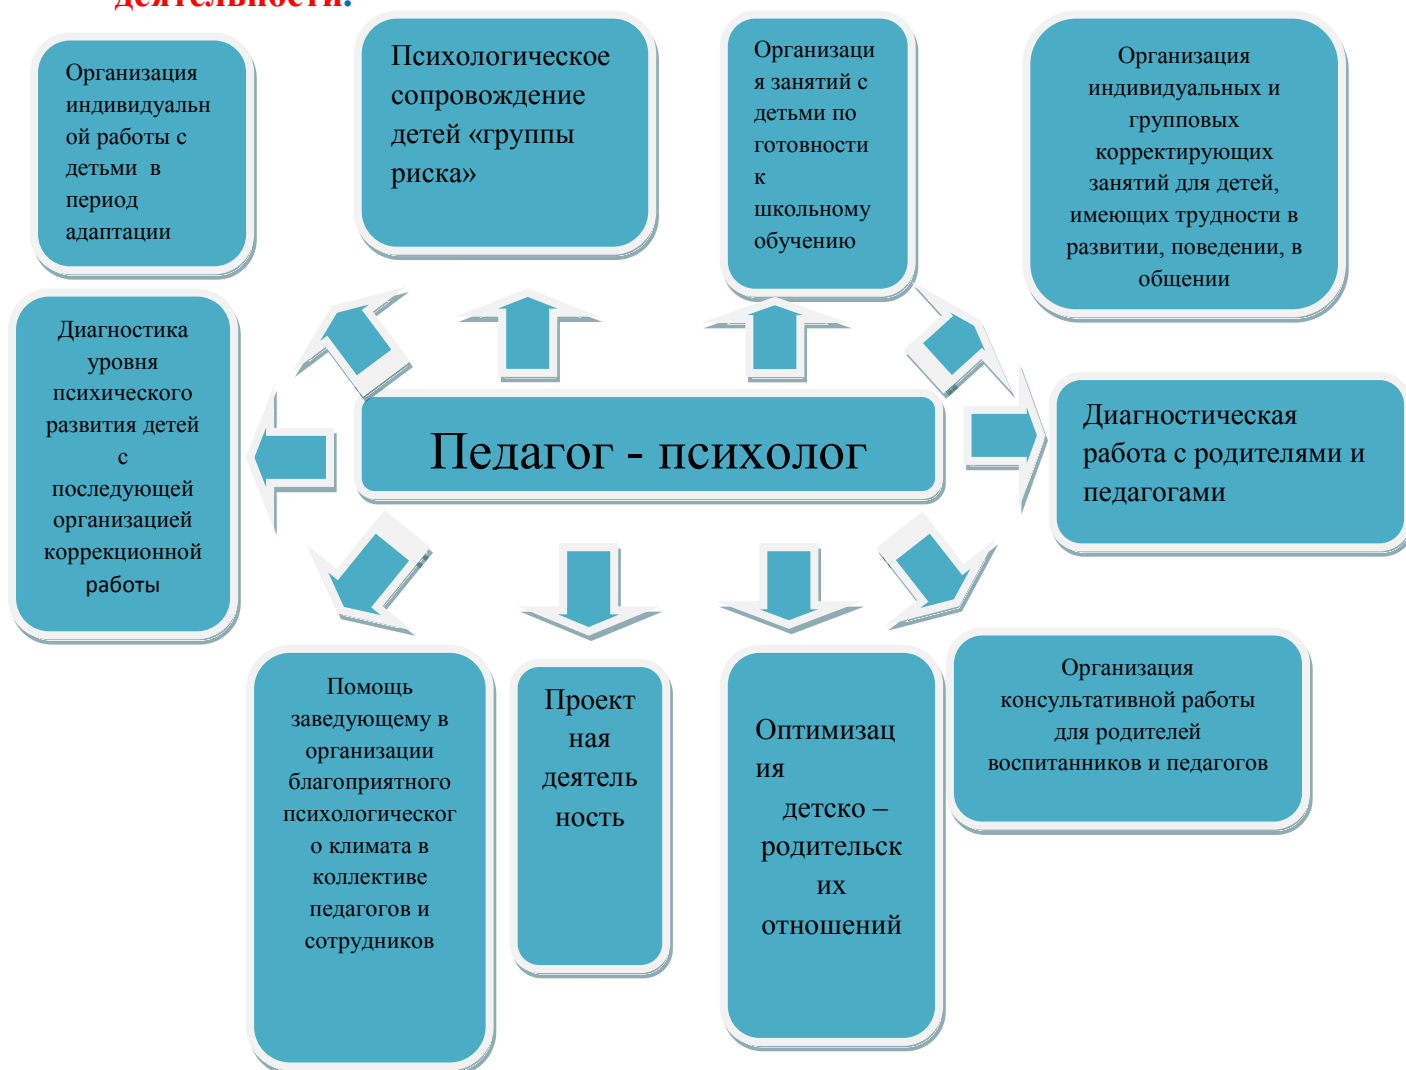 деятельности:
Организация
индивидуальн
ой работы с
детьми в
период
адаптации
Психологическое
сопровождение
детей «группы
риска»
Организаци
я занятий с
детьми по
готовности
к
школьному
обучению
Организация
индивидуальных и
групповых
корректирующих
занятий для детей,
имеющих трудности в
развитии, поведении, в
общении
Диагностика
уровня
психического
развития детей
с
последующей
организацией
коррекционной
работы
Педагог - психолог
Диагностическая
работа с родителями и
педагогами
Помощь
заведующему в
организации
благоприятного
психологическог
о климата в
коллективе
педагогов и
сотрудников
Проект
ная
деятель
ность
Оптимизац
ия
детско –
родительск
их
отношений
Организация
консультативной работы
для родителей
воспитанников и педагогов